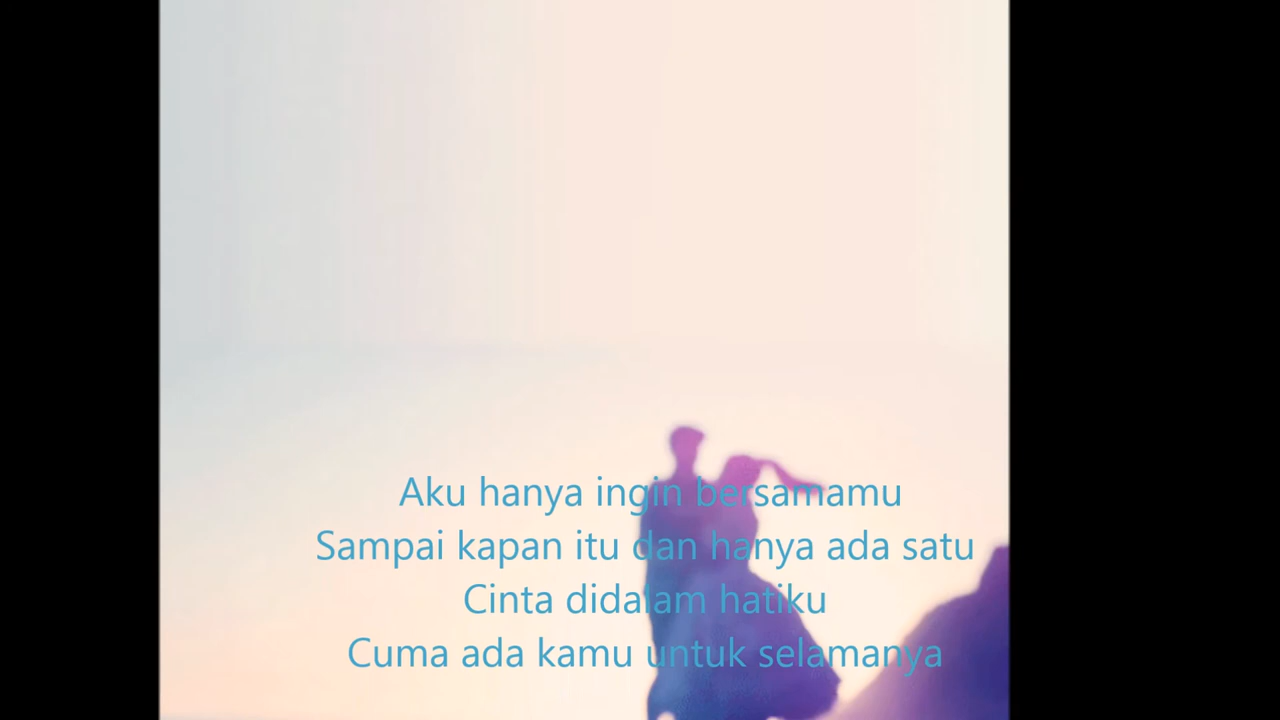 Aku hanya ingin bersamamu
Sampai kapan itu dan hanya ada satu
Cinta didalam hatiku
Cuma ada kamu untuk selamanya